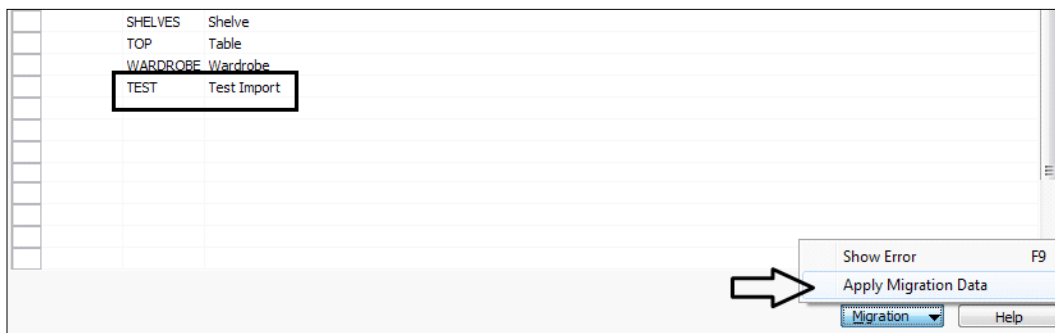 SHELVES Shelve
TOP Table
WARDROBE Wardrobe
TEST Test Import
Show Error F9
Apply Migration Data
Migration Help